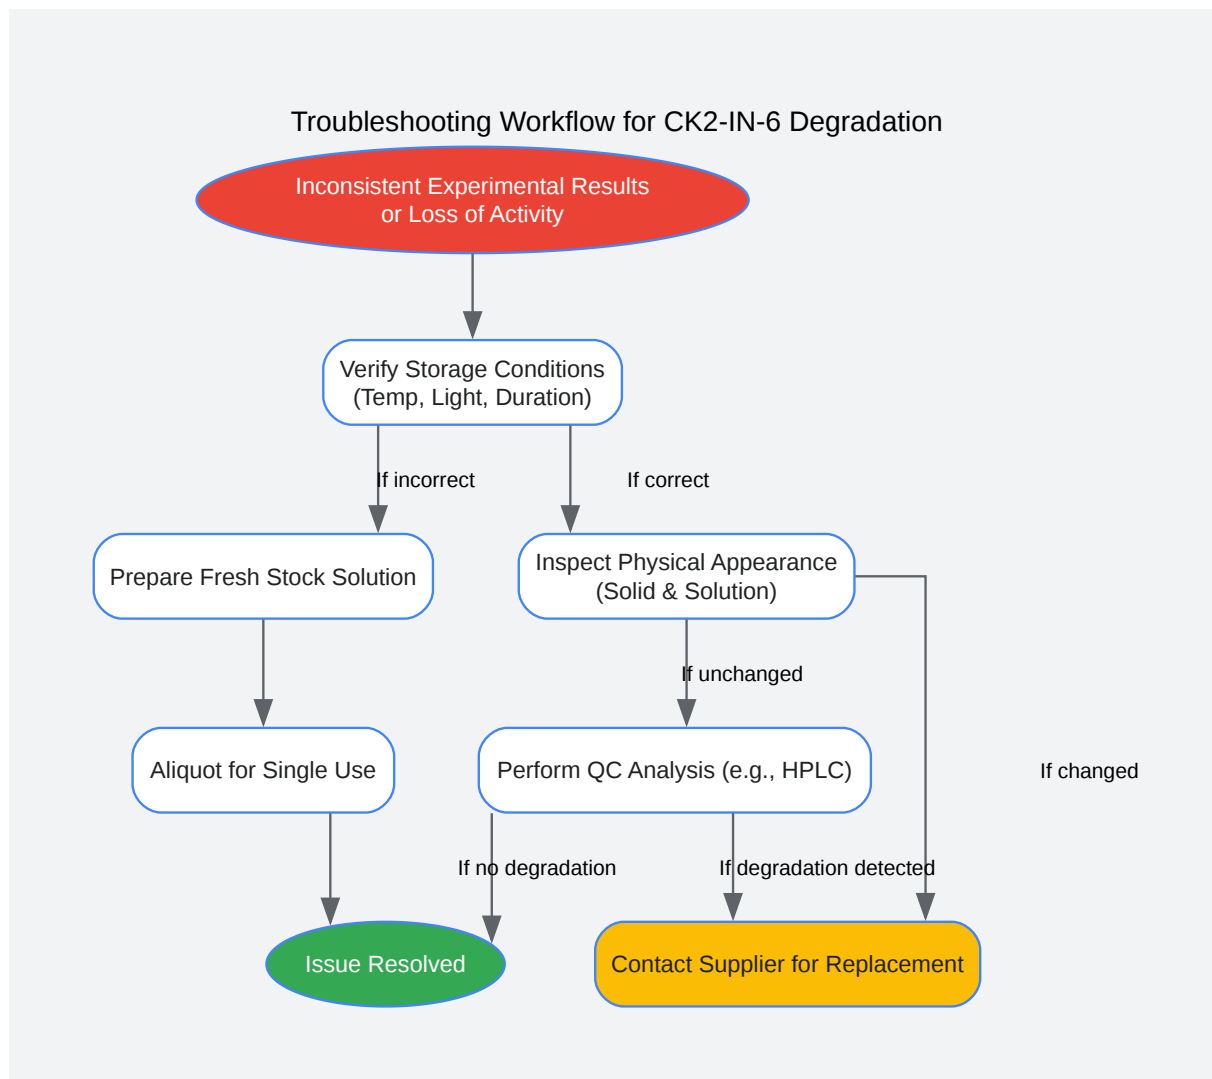 Troubleshooting Workflow for CK2-IN-6 Degradation
Inconsistent Experimental Results
or Loss of Activity
Verify Storage Conditions
(Temp, Light, Duration)
If incorrect
If correct
Prepare Fresh Stock Solution
Inspect Physical Appearance
(Solid & Solution)
If unchanged
Aliquot for Single Use
Perform QC Analysis (e.g., HPLC)
If changed
If no degradation
If degradation detected
Issue Resolved
Contact Supplier for Replacement